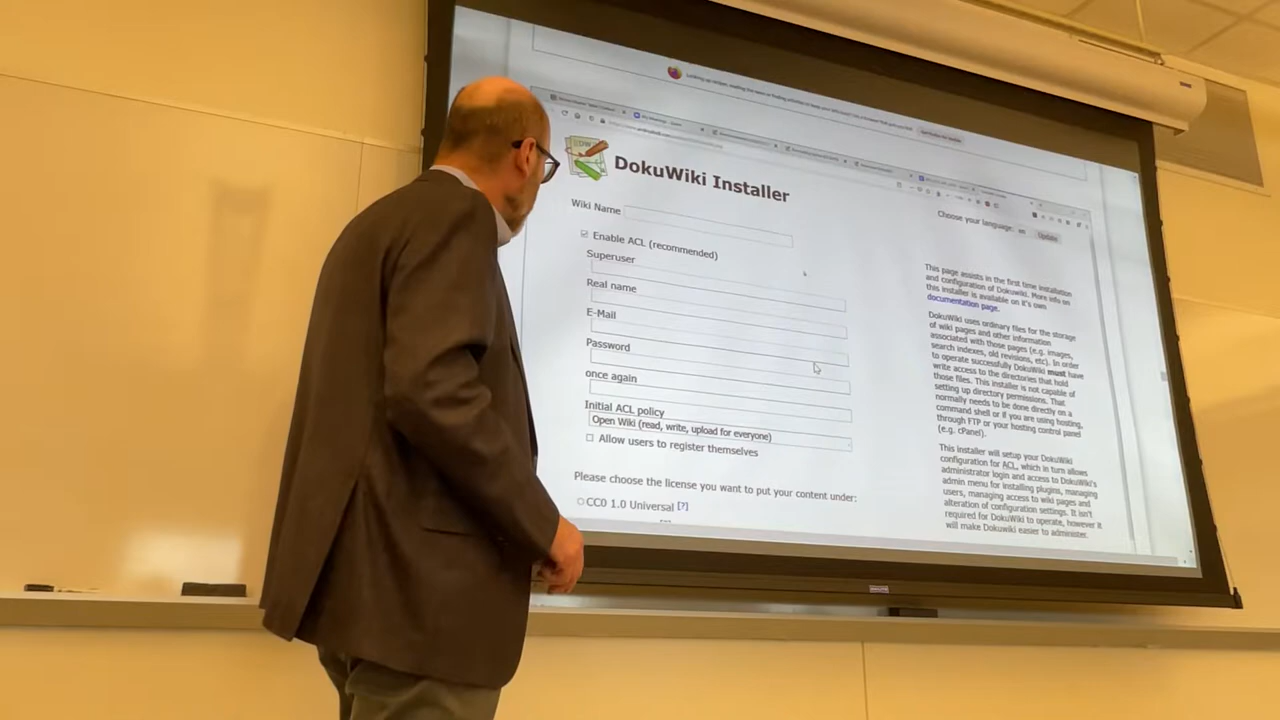 DokuWiki Installer
Choose your language: en Update
Wiki Name
Enable ACL (recommended)
Superuser
Real name
E-Mail
Password
once again
Initial ACL policy
Open Wiki (read, write, upload for everyone)
Allow users to register themselves
Please choose the license you want to put your content under:
CC0 1.0 Universal [?]
This page assists in the first time installation
and configuration of Dokuwiki. More info on
this installer is available on it's own
documentation page.
DokuWiki uses ordinary files for the storage
of wiki pages and other information
associated with those pages (e.g. images,
search indexes, old revisions, etc). In order
to operate successfully DokuWiki must have
write access to the directories that hold
those files. This installer is not capable of
setting up directory permissions. That
normally needs to be done directly on a
command shell or if you are using hosting,
through FTP or your hosting control panel
(e.g. cPanel).
This installer will setup your DokuWiki
configuration for ACL, which in turn allows
administrator login and access to DokuWiki's
admin menu for installing plugins, managing
users, managing access to wiki pages and
alteration of configuration settings. It isn't
required for DokuWiki to operate, however it
will make Dokuwiki easier to administer.